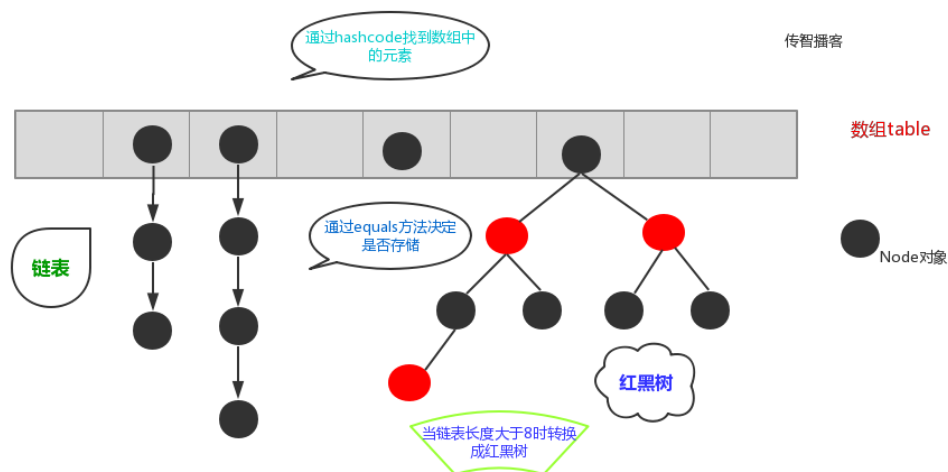 通过hashcode找到数组中
的元素
传智播客
数组table
通过equals方法决定
是否存储
链表
Node对象
红黑树
当链表长度大于8时转换
成红黑树